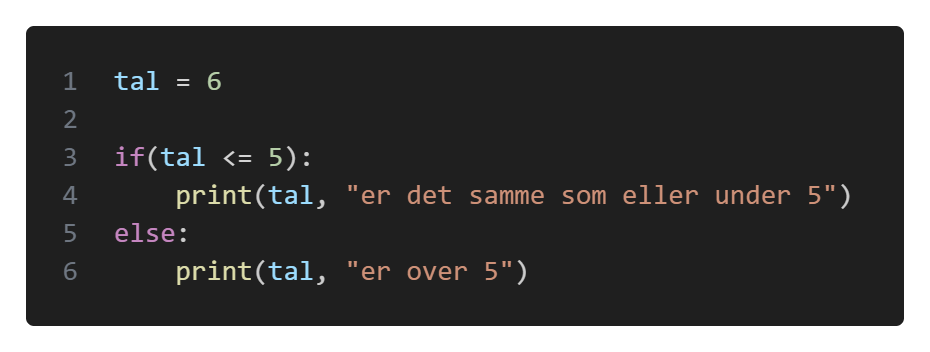 1 tal = 6
2
3 if(tal <= 5):
4     print(tal, "er det samme som eller under 5")
5 else:
6     print(tal, "er over 5")